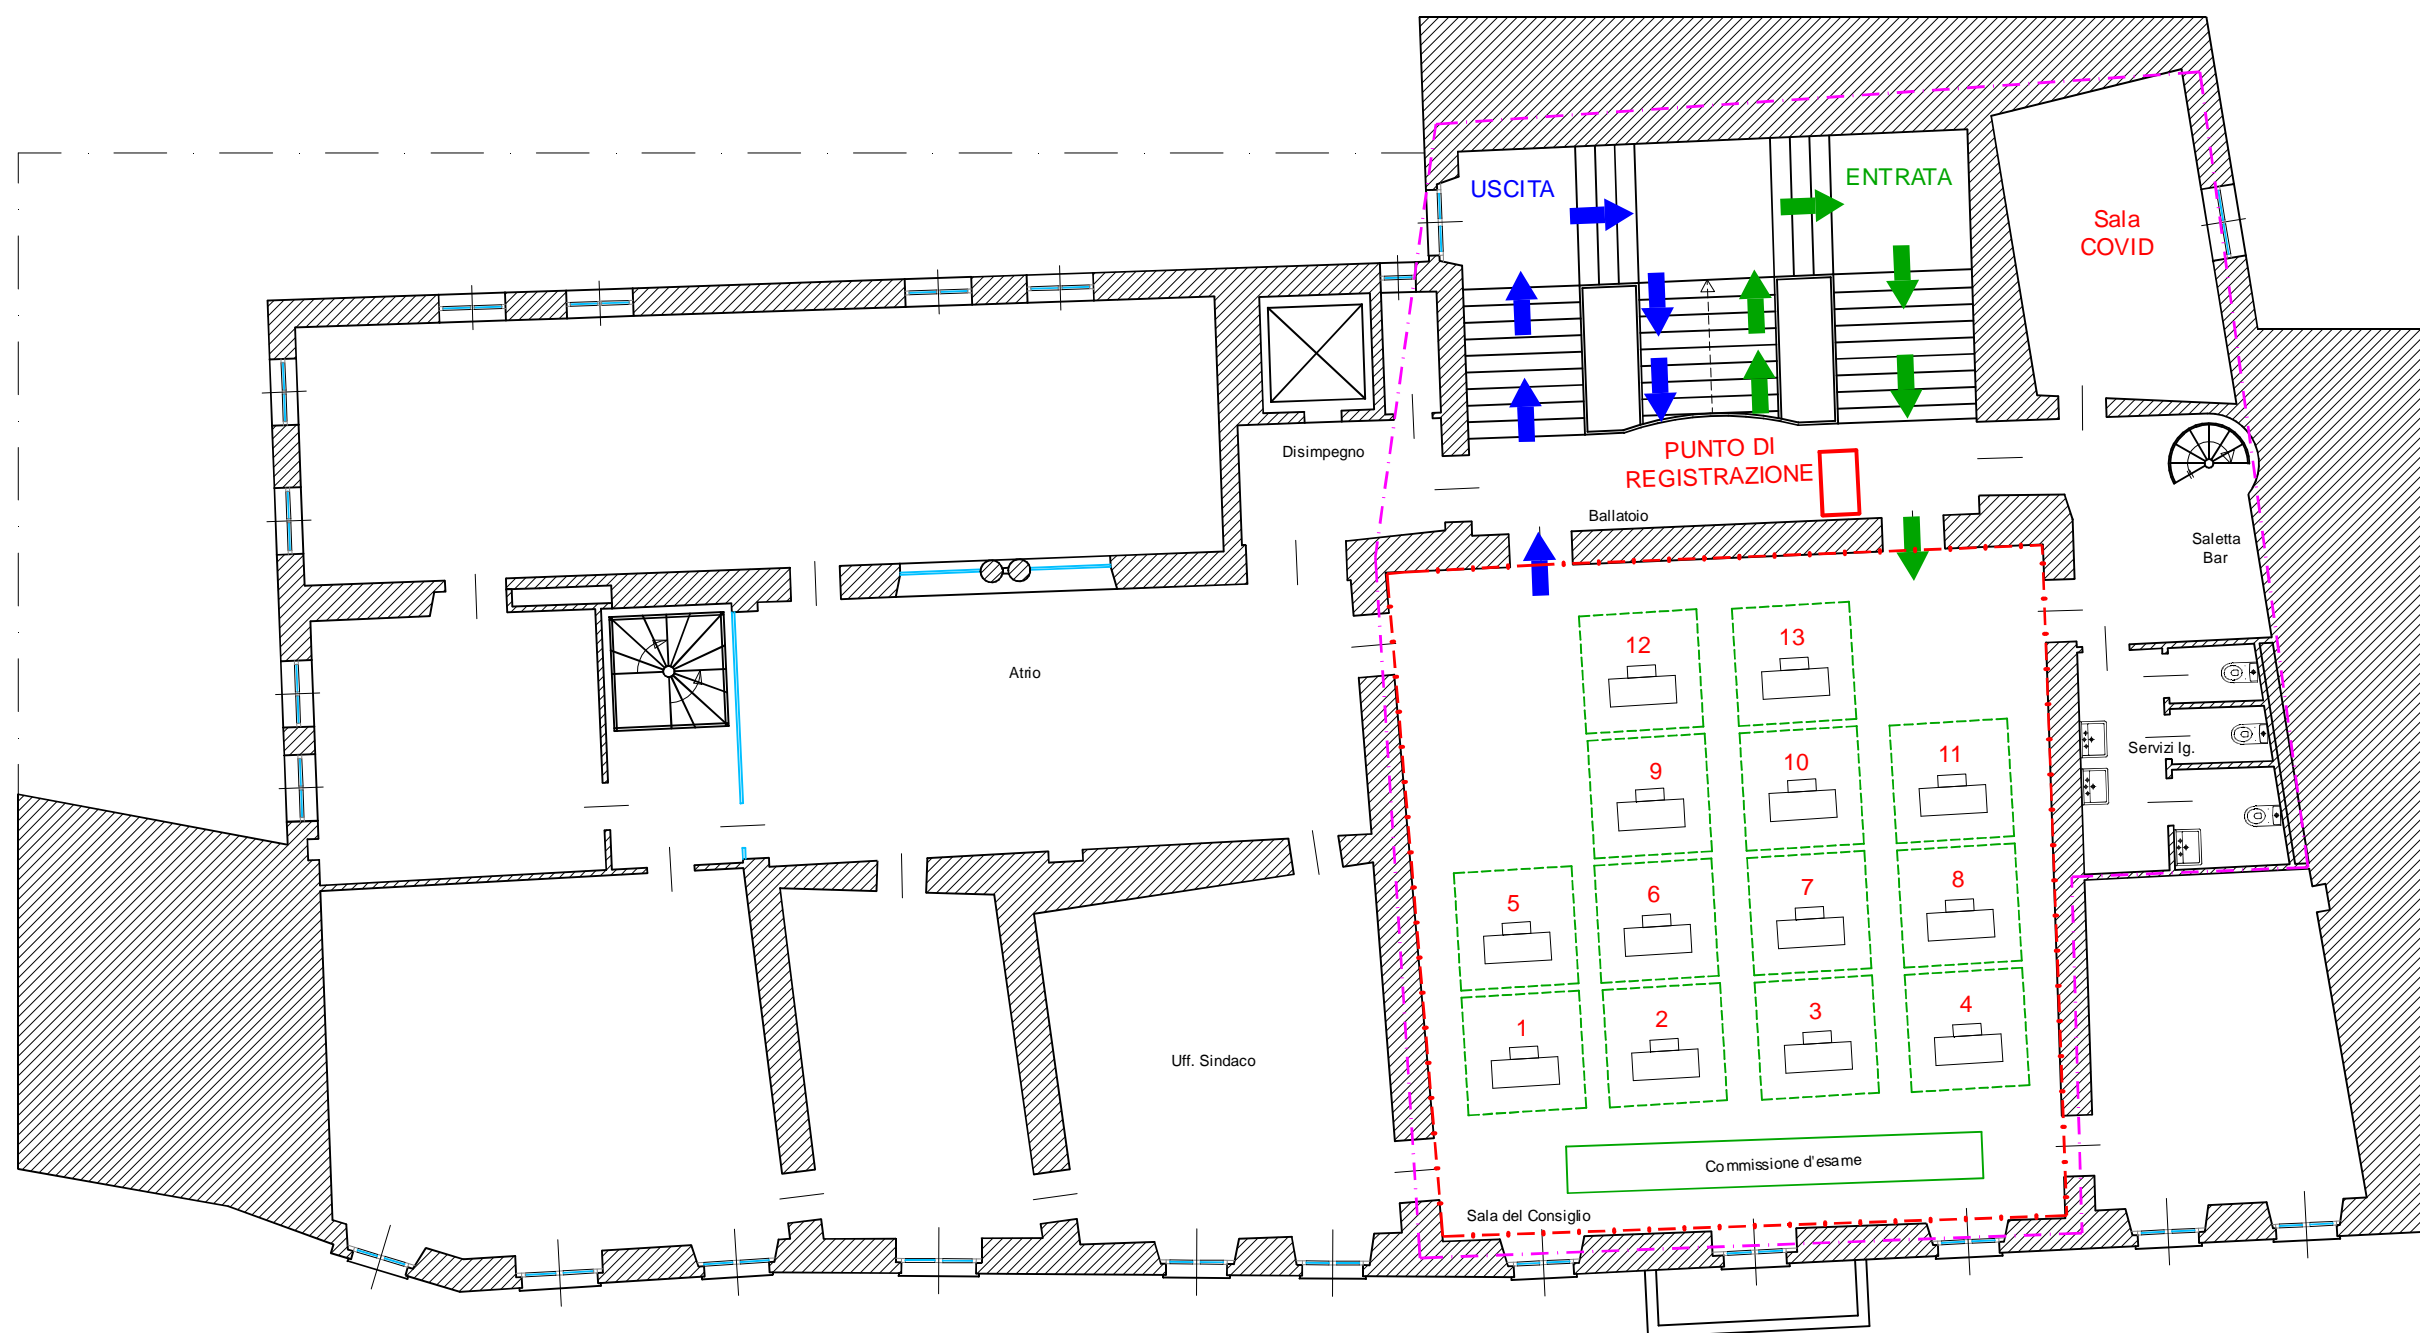 USCITA
ENTRATA
Sala
COVID
Disimpegno
PUNTO DI
REGISTRAZIONE
Ballatoio
Saletta
Bar
12
13
Atrio
9
10
11
Servizi Ig.
5
6
7
8
1
2
3
4
Uff. Sindaco
Commissione d'esame
Sala del Consiglio